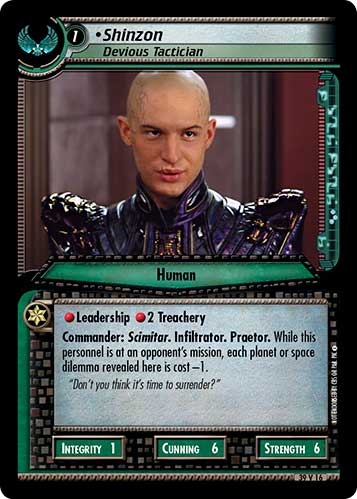 1
•Shinzon
Devious Tactician
Human
Leadership 2 Treachery
Commander: Scimitar. Infiltrator. Praetor. While this
personnel is at an opponent's mission, each planet or space
dilemma revealed here is cost –1.
"Don't you think it's time to surrender?"
INTEGRITY 1 CUNNING 6 STRENGTH 6
39 V 16